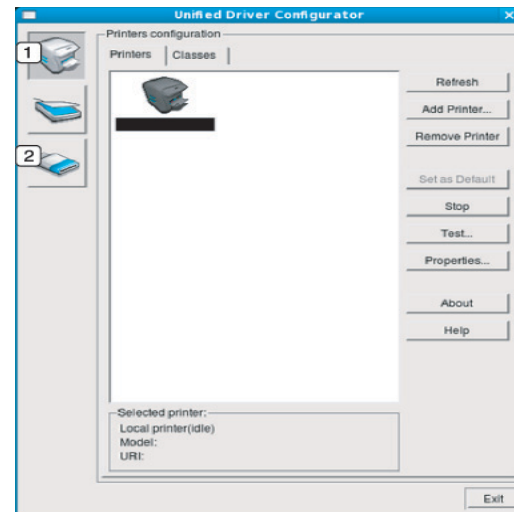 Unified Driver Configurator
1
2
Printers configuration
Printers Classes
Refresh
Add Printer...
Remove Printer
Set as Default
Stop
Test...
Properties...
About
Help
Selected printer:
Local printer(idle)
Model:
URI:
Exit